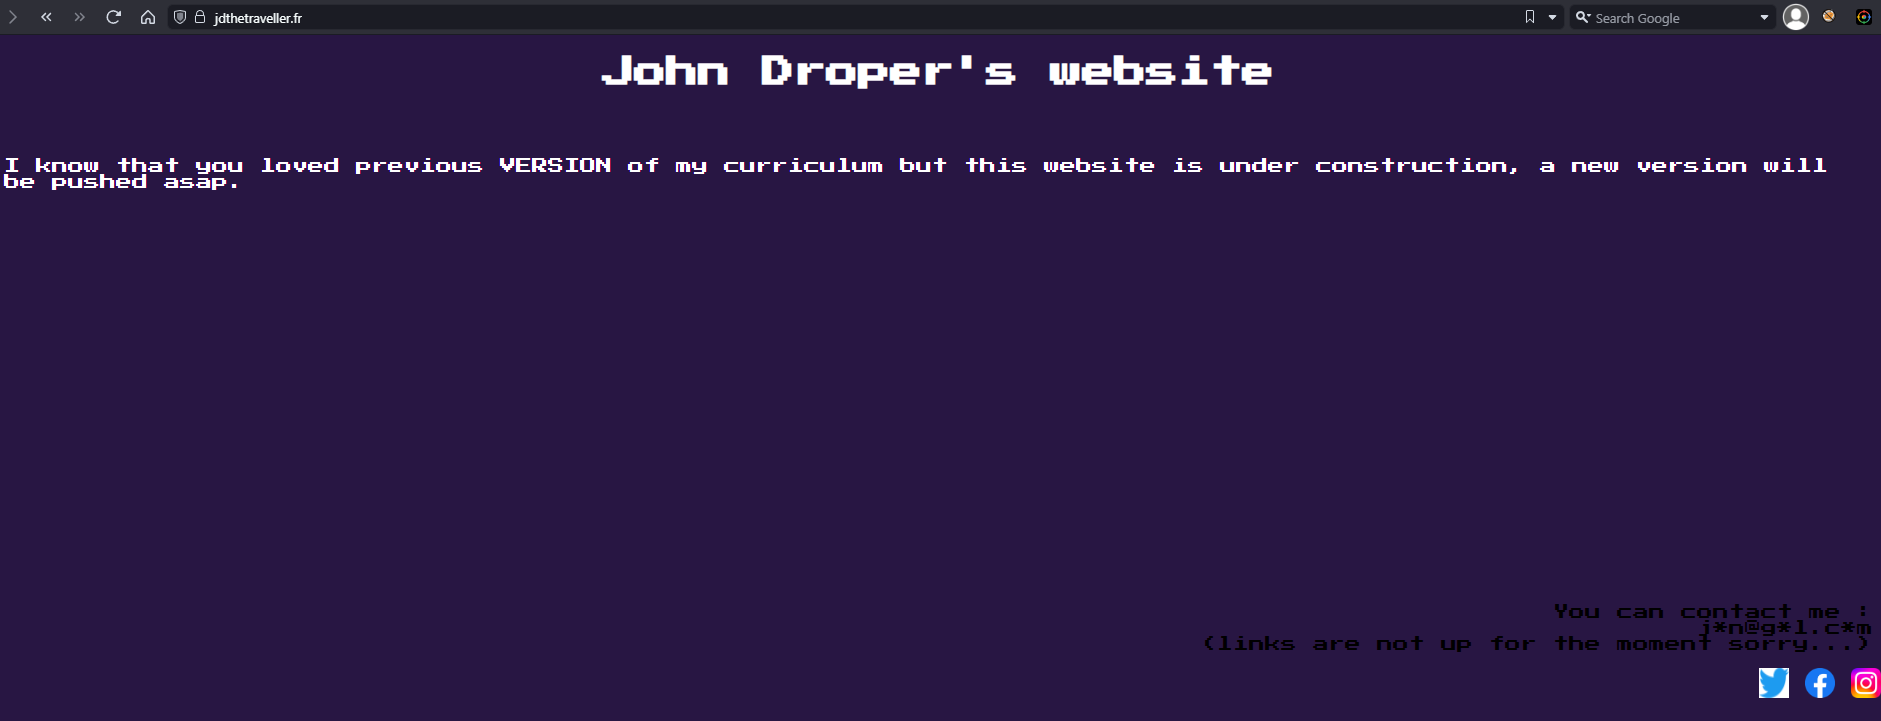 jdthetraveller.fr
Search Google
John Droper's website
I know that you loved previous VERSION of my curriculum but this website is under construction, a new version will
be pushed asap.
You can contact me :
j*n@g*l.c*m
(links are not up for the moment sorry...)